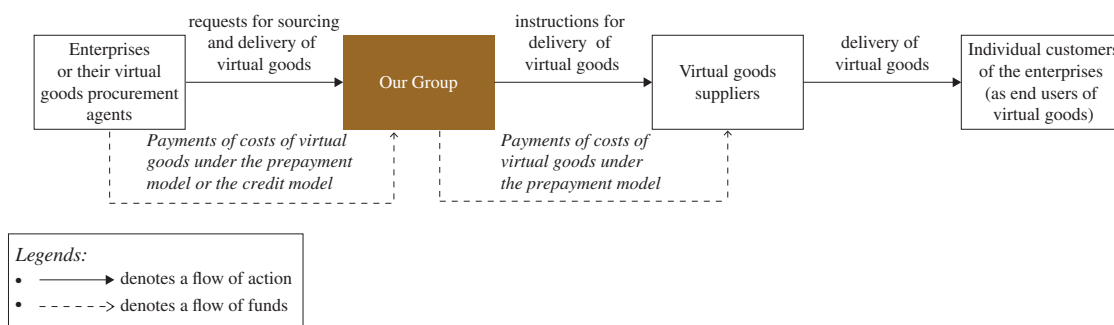 requests for sourcing
and delivery of
virtual goods
instructions for
delivery of
virtual goods
delivery of
virtual goods
Enterprises
or their virtual
goods procurement
agents
Our Group
Virtual goods
suppliers
Individual customers
of the enterprises
(as end users of
virtual goods)
Payments of costs of virtual
goods under the prepayment
model or the credit model
Payments of costs of
virtual goods under
the prepayment model
Legends:
• denotes a flow of action
• denotes a flow of funds